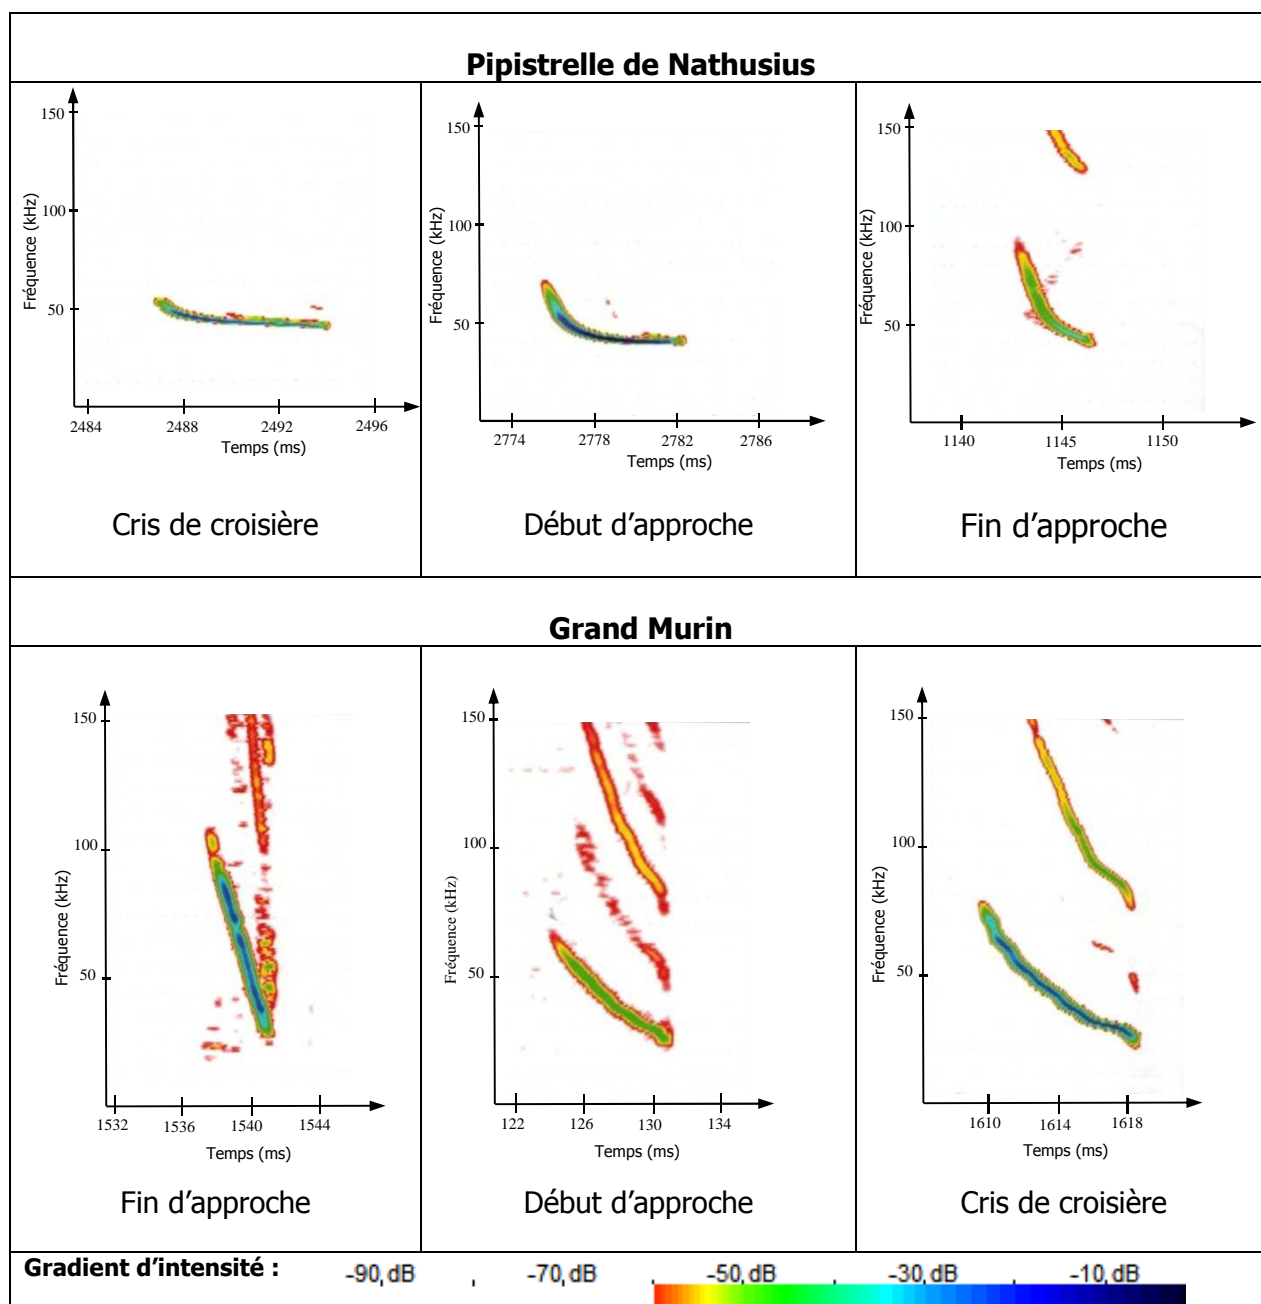 Pipistrelle de Nathusius
150
100
50
Fréquence (kHz)
2484 2488 2492 2496
Temps (ms)
Cris de croisière
150
100
50
Fréquence (kHz)
2774 2778 2782 2786
Temps (ms)
Début d'approche
150
100
50
Fréquence (kHz)
1140 1145 1150
Temps (ms)
Fin d'approche
Grand Murin
150
100
50
Fréquence (kHz)
1532 1536 1540 1544
Temps (ms)
Fin d'approche
150
100
50
Fréquence (kHz)
122 126 130 134
Temps (ms)
Début d'approche
150
100
50
Fréquence (kHz)
1610 1614 1618
Temps (ms)
Cris de croisière
Gradient d'intensité : -90 dB -70 dB -50 dB -30 dB -10 dB